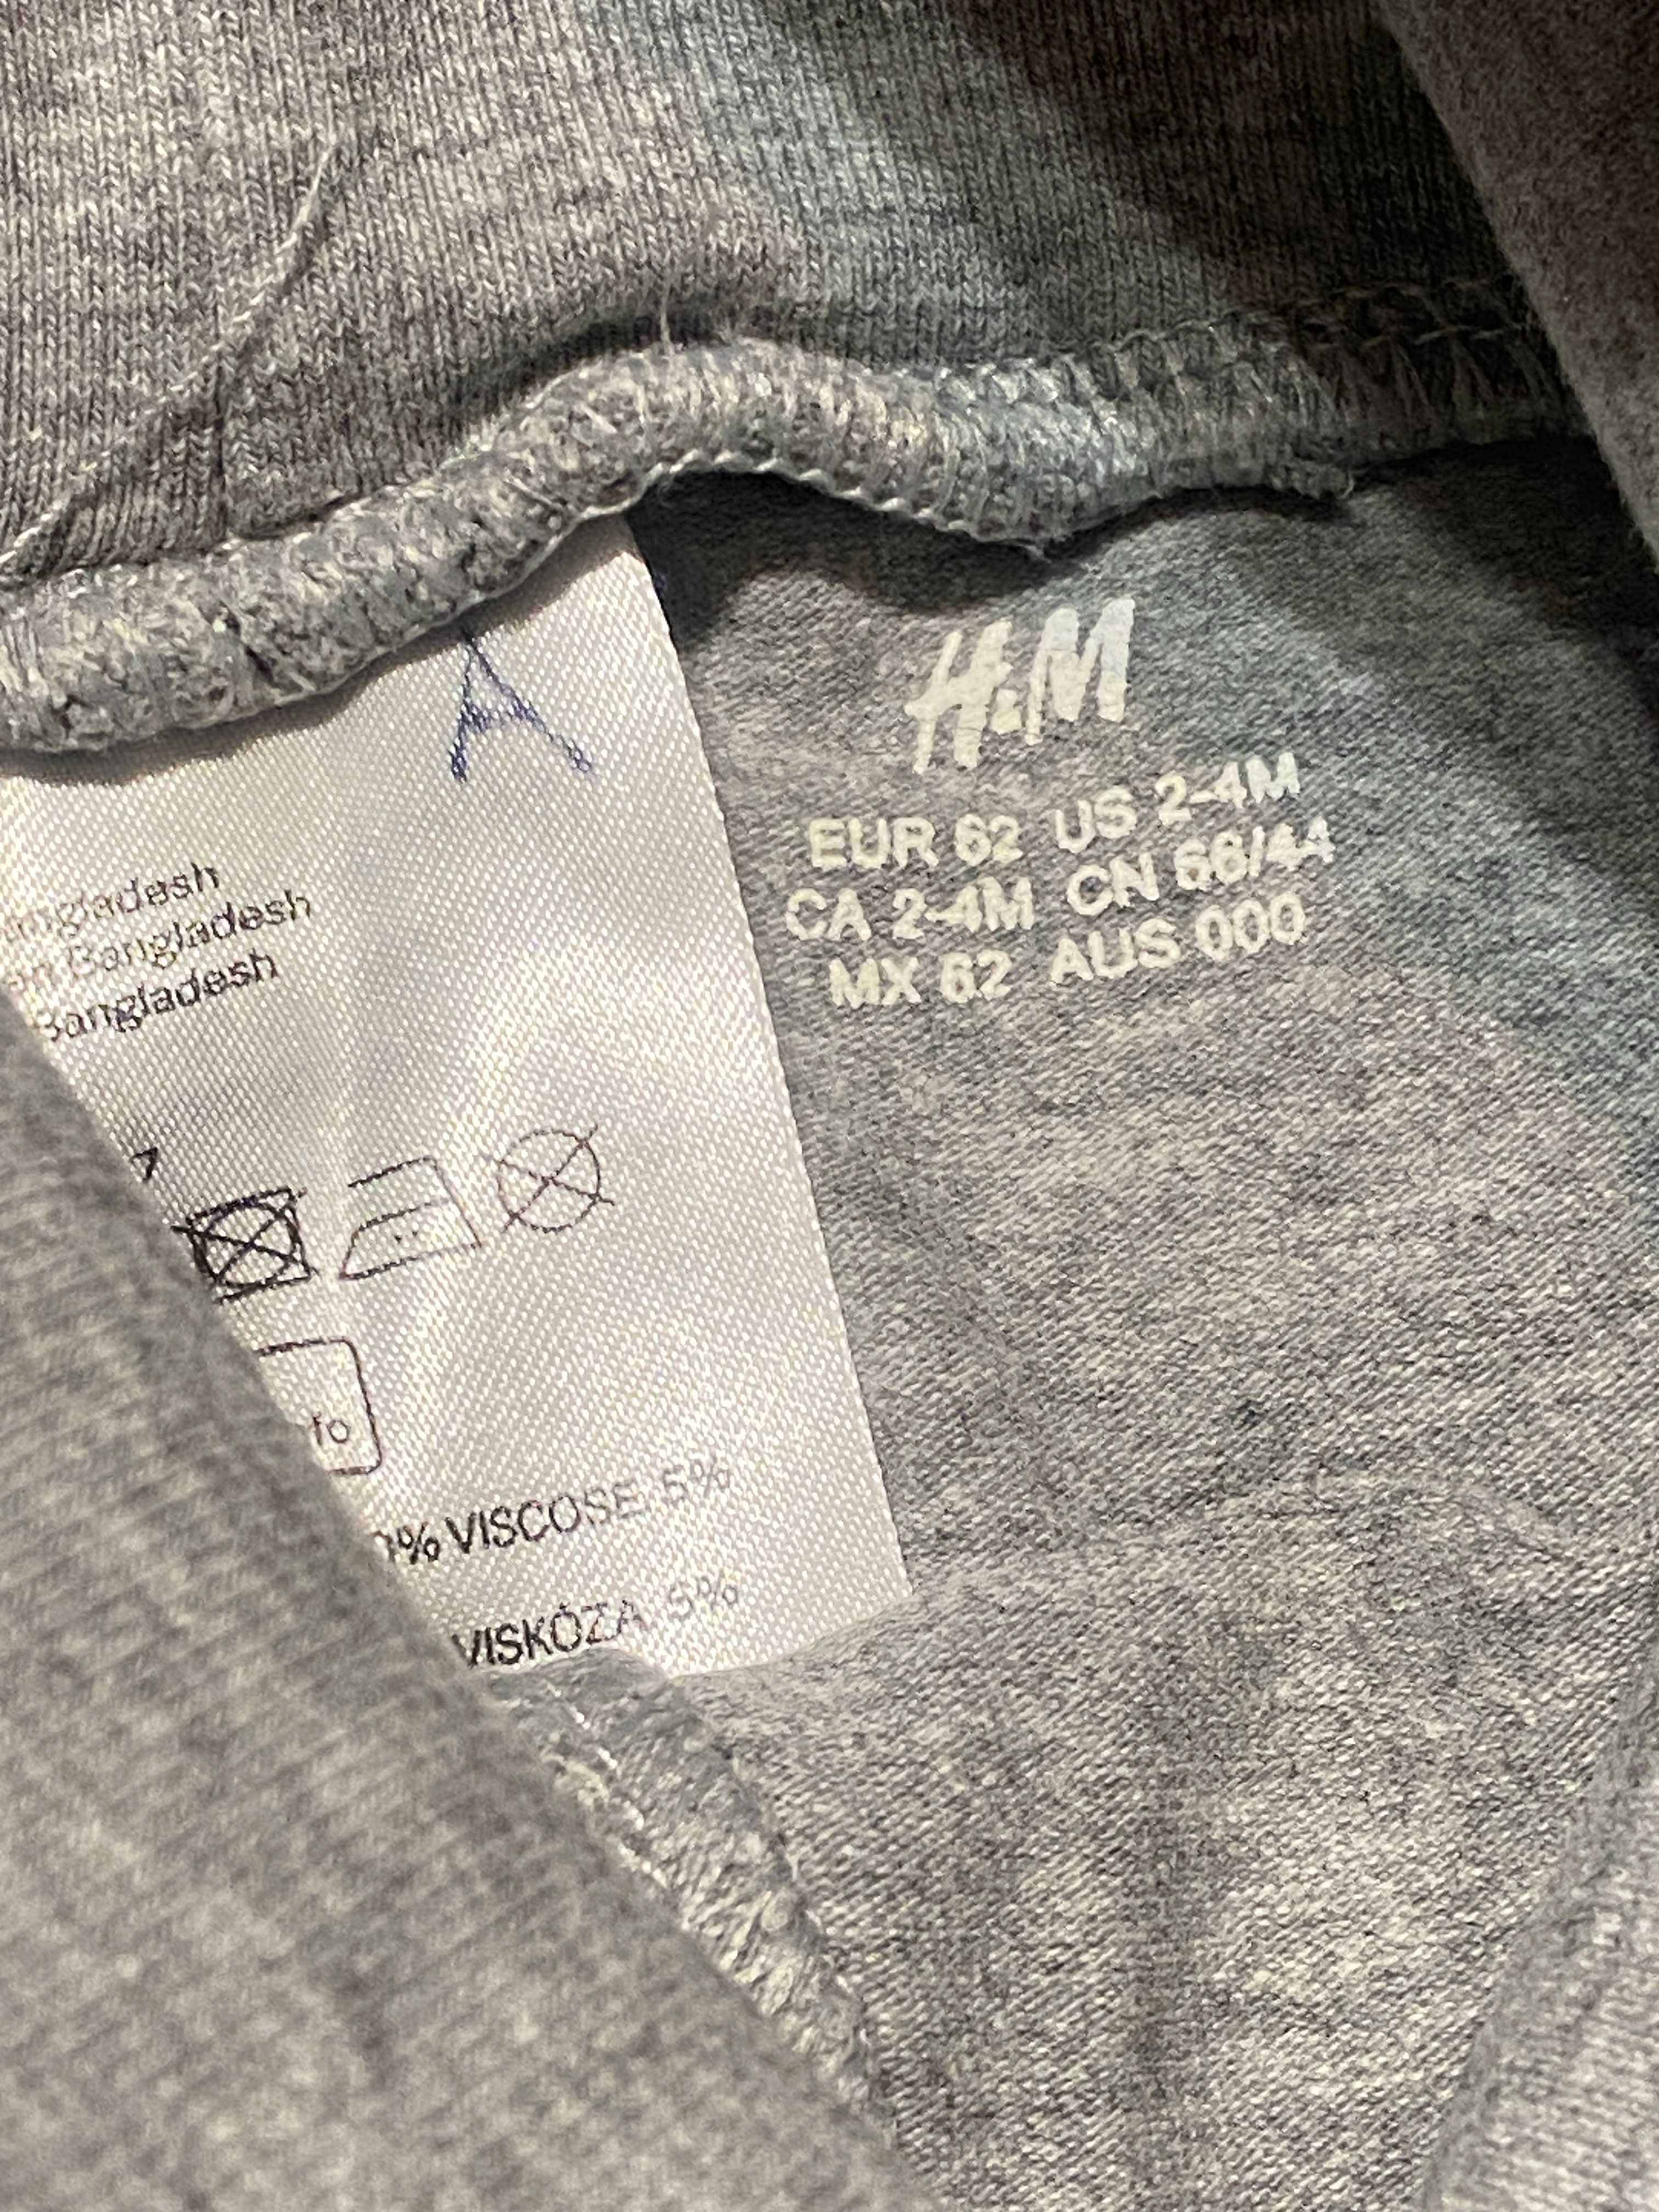 A
Bangladesh
Bangladesh
H&M
EUR 62 US 2-4M
CA 2-4M CN 66/44
MX 62 AUS 000
% VISCOSE 5%
VISKÓZA 5%